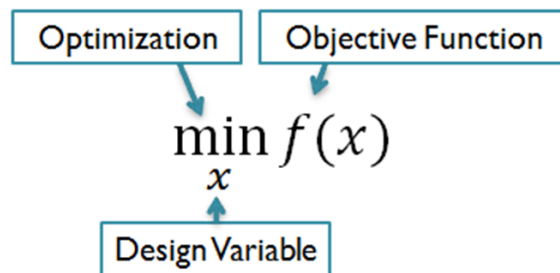 Optimization
Objective Function
min f(x)
x
Design Variable